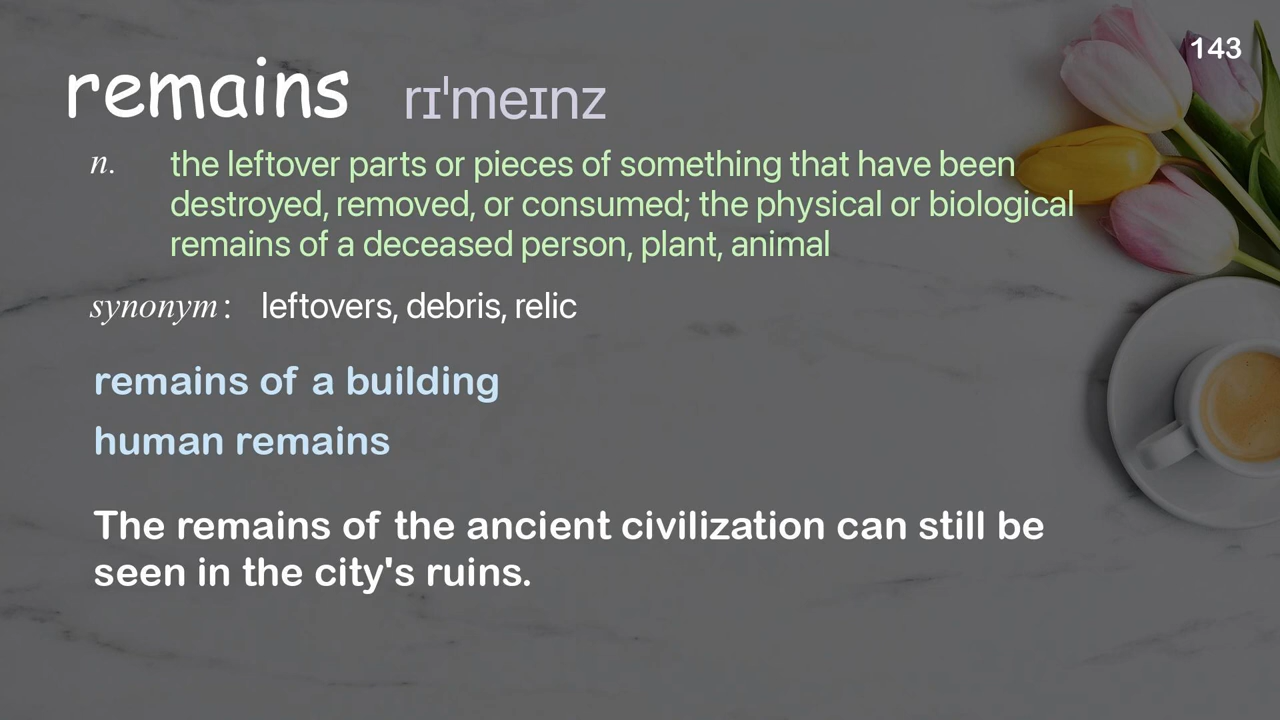 143
remains rɪˈmeɪnz
n. the leftover parts or pieces of something that have been
destroyed, removed, or consumed; the physical or biological
remains of a deceased person, plant, animal
synonym: leftovers, debris, relic
remains of a building
human remains
The remains of the ancient civilization can still be
seen in the city's ruins.